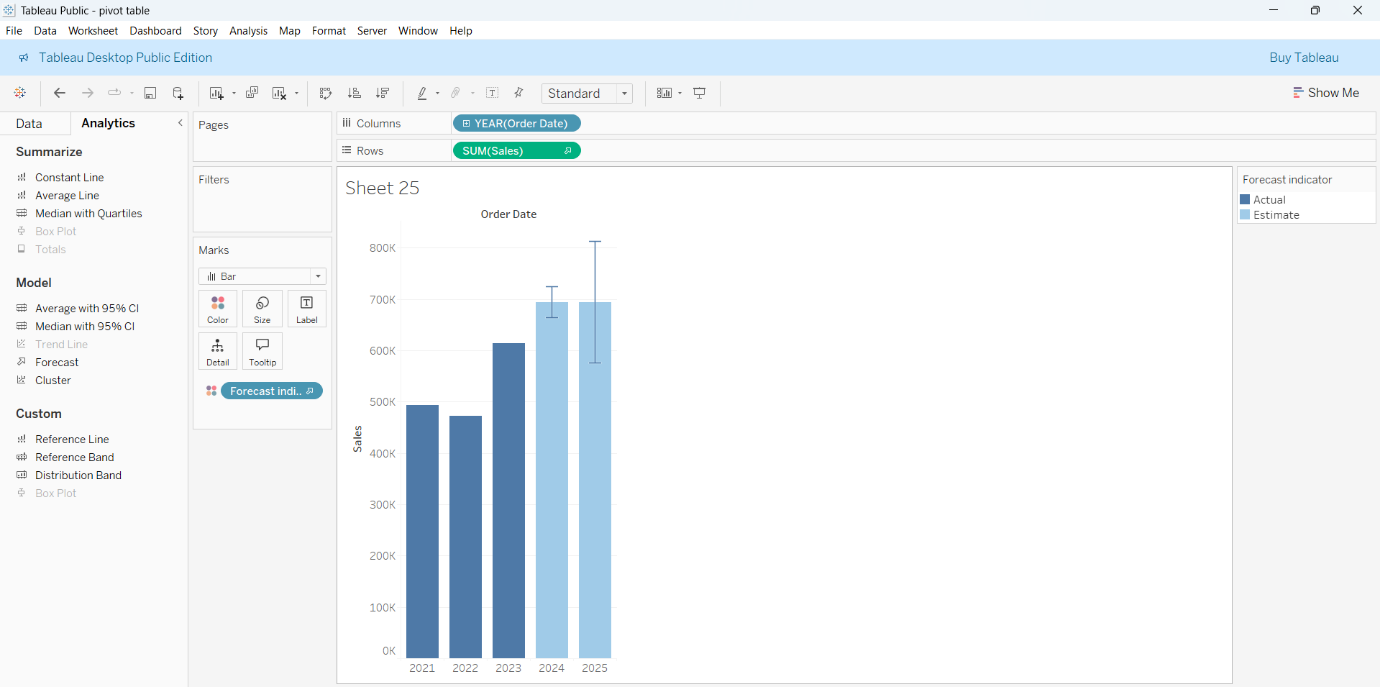 Tableau Public - pivot table
File Data Worksheet Dashboard Story Analysis Map Format Server Window Help
Tableau Desktop Public Edition
Buy Tableau
Standard
Show Me
Data
Analytics
Summarize
Constant Line
Average Line
Median with Quartiles
Box Plot
Totals
Model
Average with 95% CI
Median with 95% CI
Trend Line
Forecast
Cluster
Custom
Reference Line
Reference Band
Distribution Band
Box Plot
Pages
Filters
Marks
Bar
Color Size Label
Detail Tooltip
Forecast indi..
Columns
YEAR(Order Date)
Rows
SUM(Sales)
Sheet 25
Order Date
800K
700K
600K
500K
400K
300K
200K
100K
0K
Sales
2021 2022 2023 2024 2025
Forecast indicator
Actual
Estimate